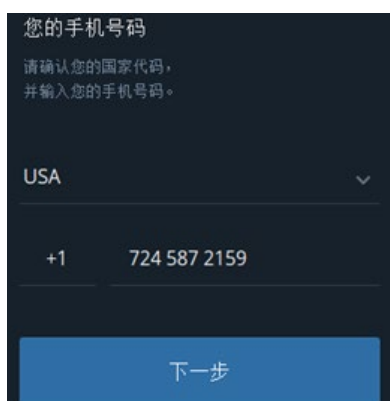 您的手机号码
请确认您的国家代码，
并输入您的手机号码。
USA
+1 724 587 2159
下一步